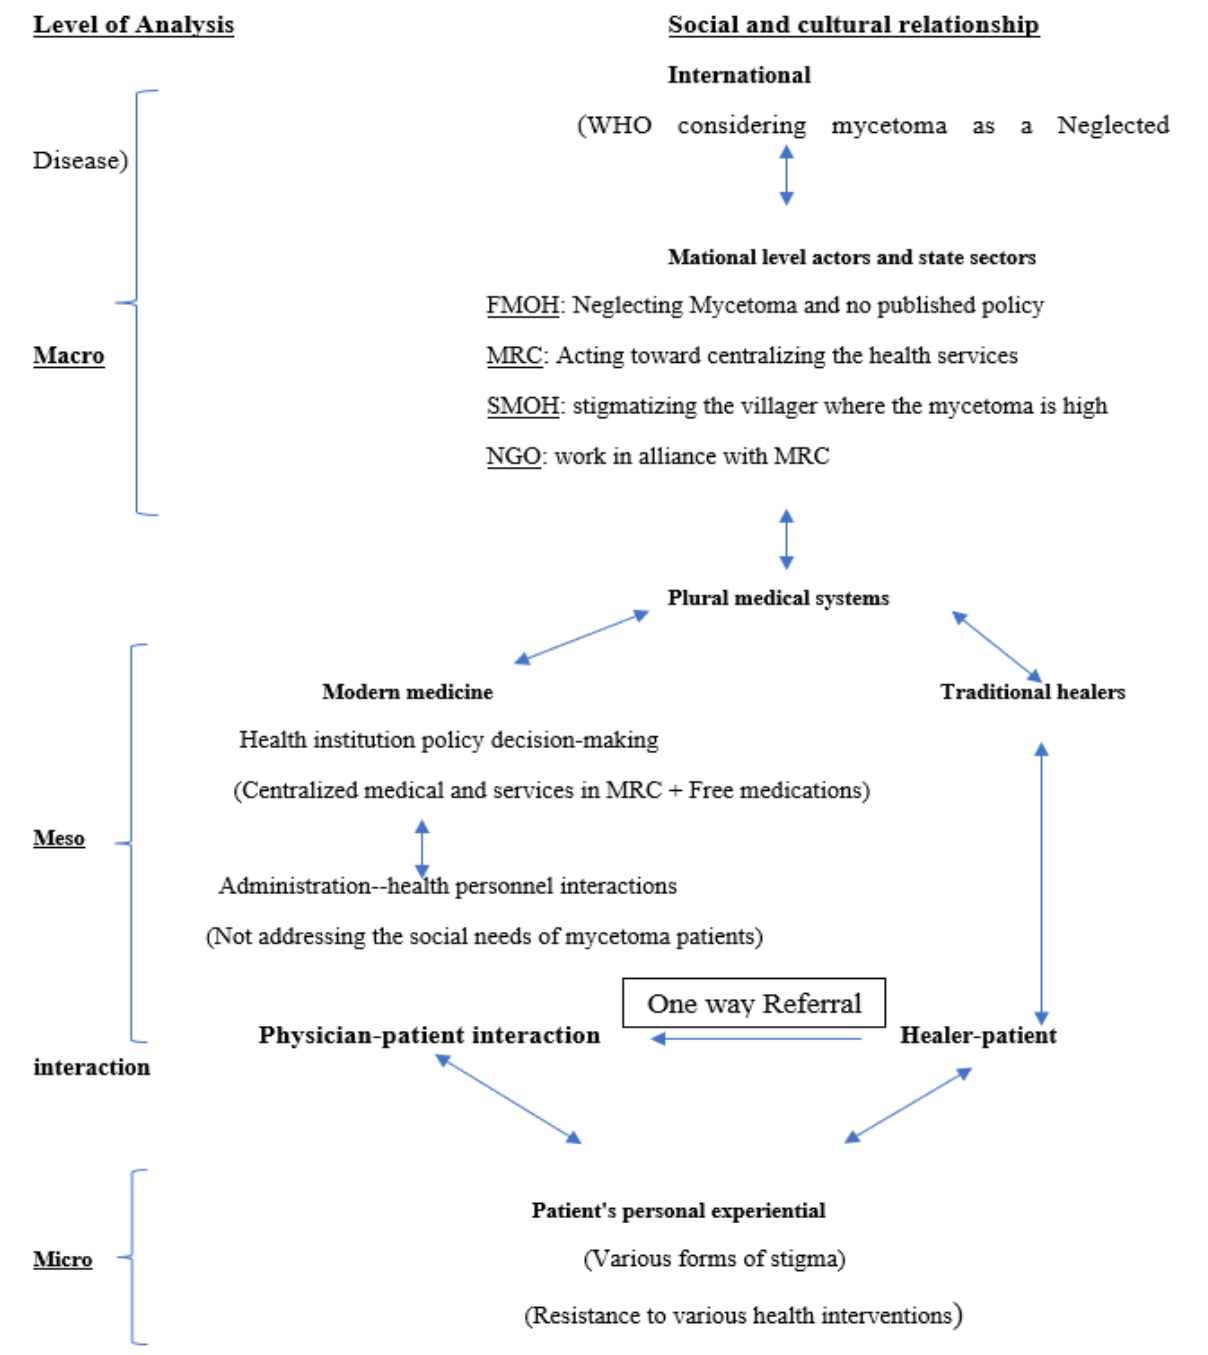 Level of Analysis
Social and cultural relationship
International
(WHO considering mycetoma as a Neglected
Disease)
Mational level actors and state sectors
FMOH: Neglecting Mycetoma and no published policy
Macro
MRC: Acting toward centralizing the health services
SMOH: stigmatizing the villager where the mycetoma is high
NGO: work in alliance with MRC
Plural medical systems
Modern medicine
Traditional healers
Health institution policy decision-making
(Centralized medical and services in MRC + Free medications)
Meso
Administration--health personnel interactions
(Not addressing the social needs of mycetoma patients)
One way Referral
Physician-patient interaction
Healer-patient
interaction
Patient's personal experiential
Micro
(Various forms of stigma)
(Resistance to various health interventions)